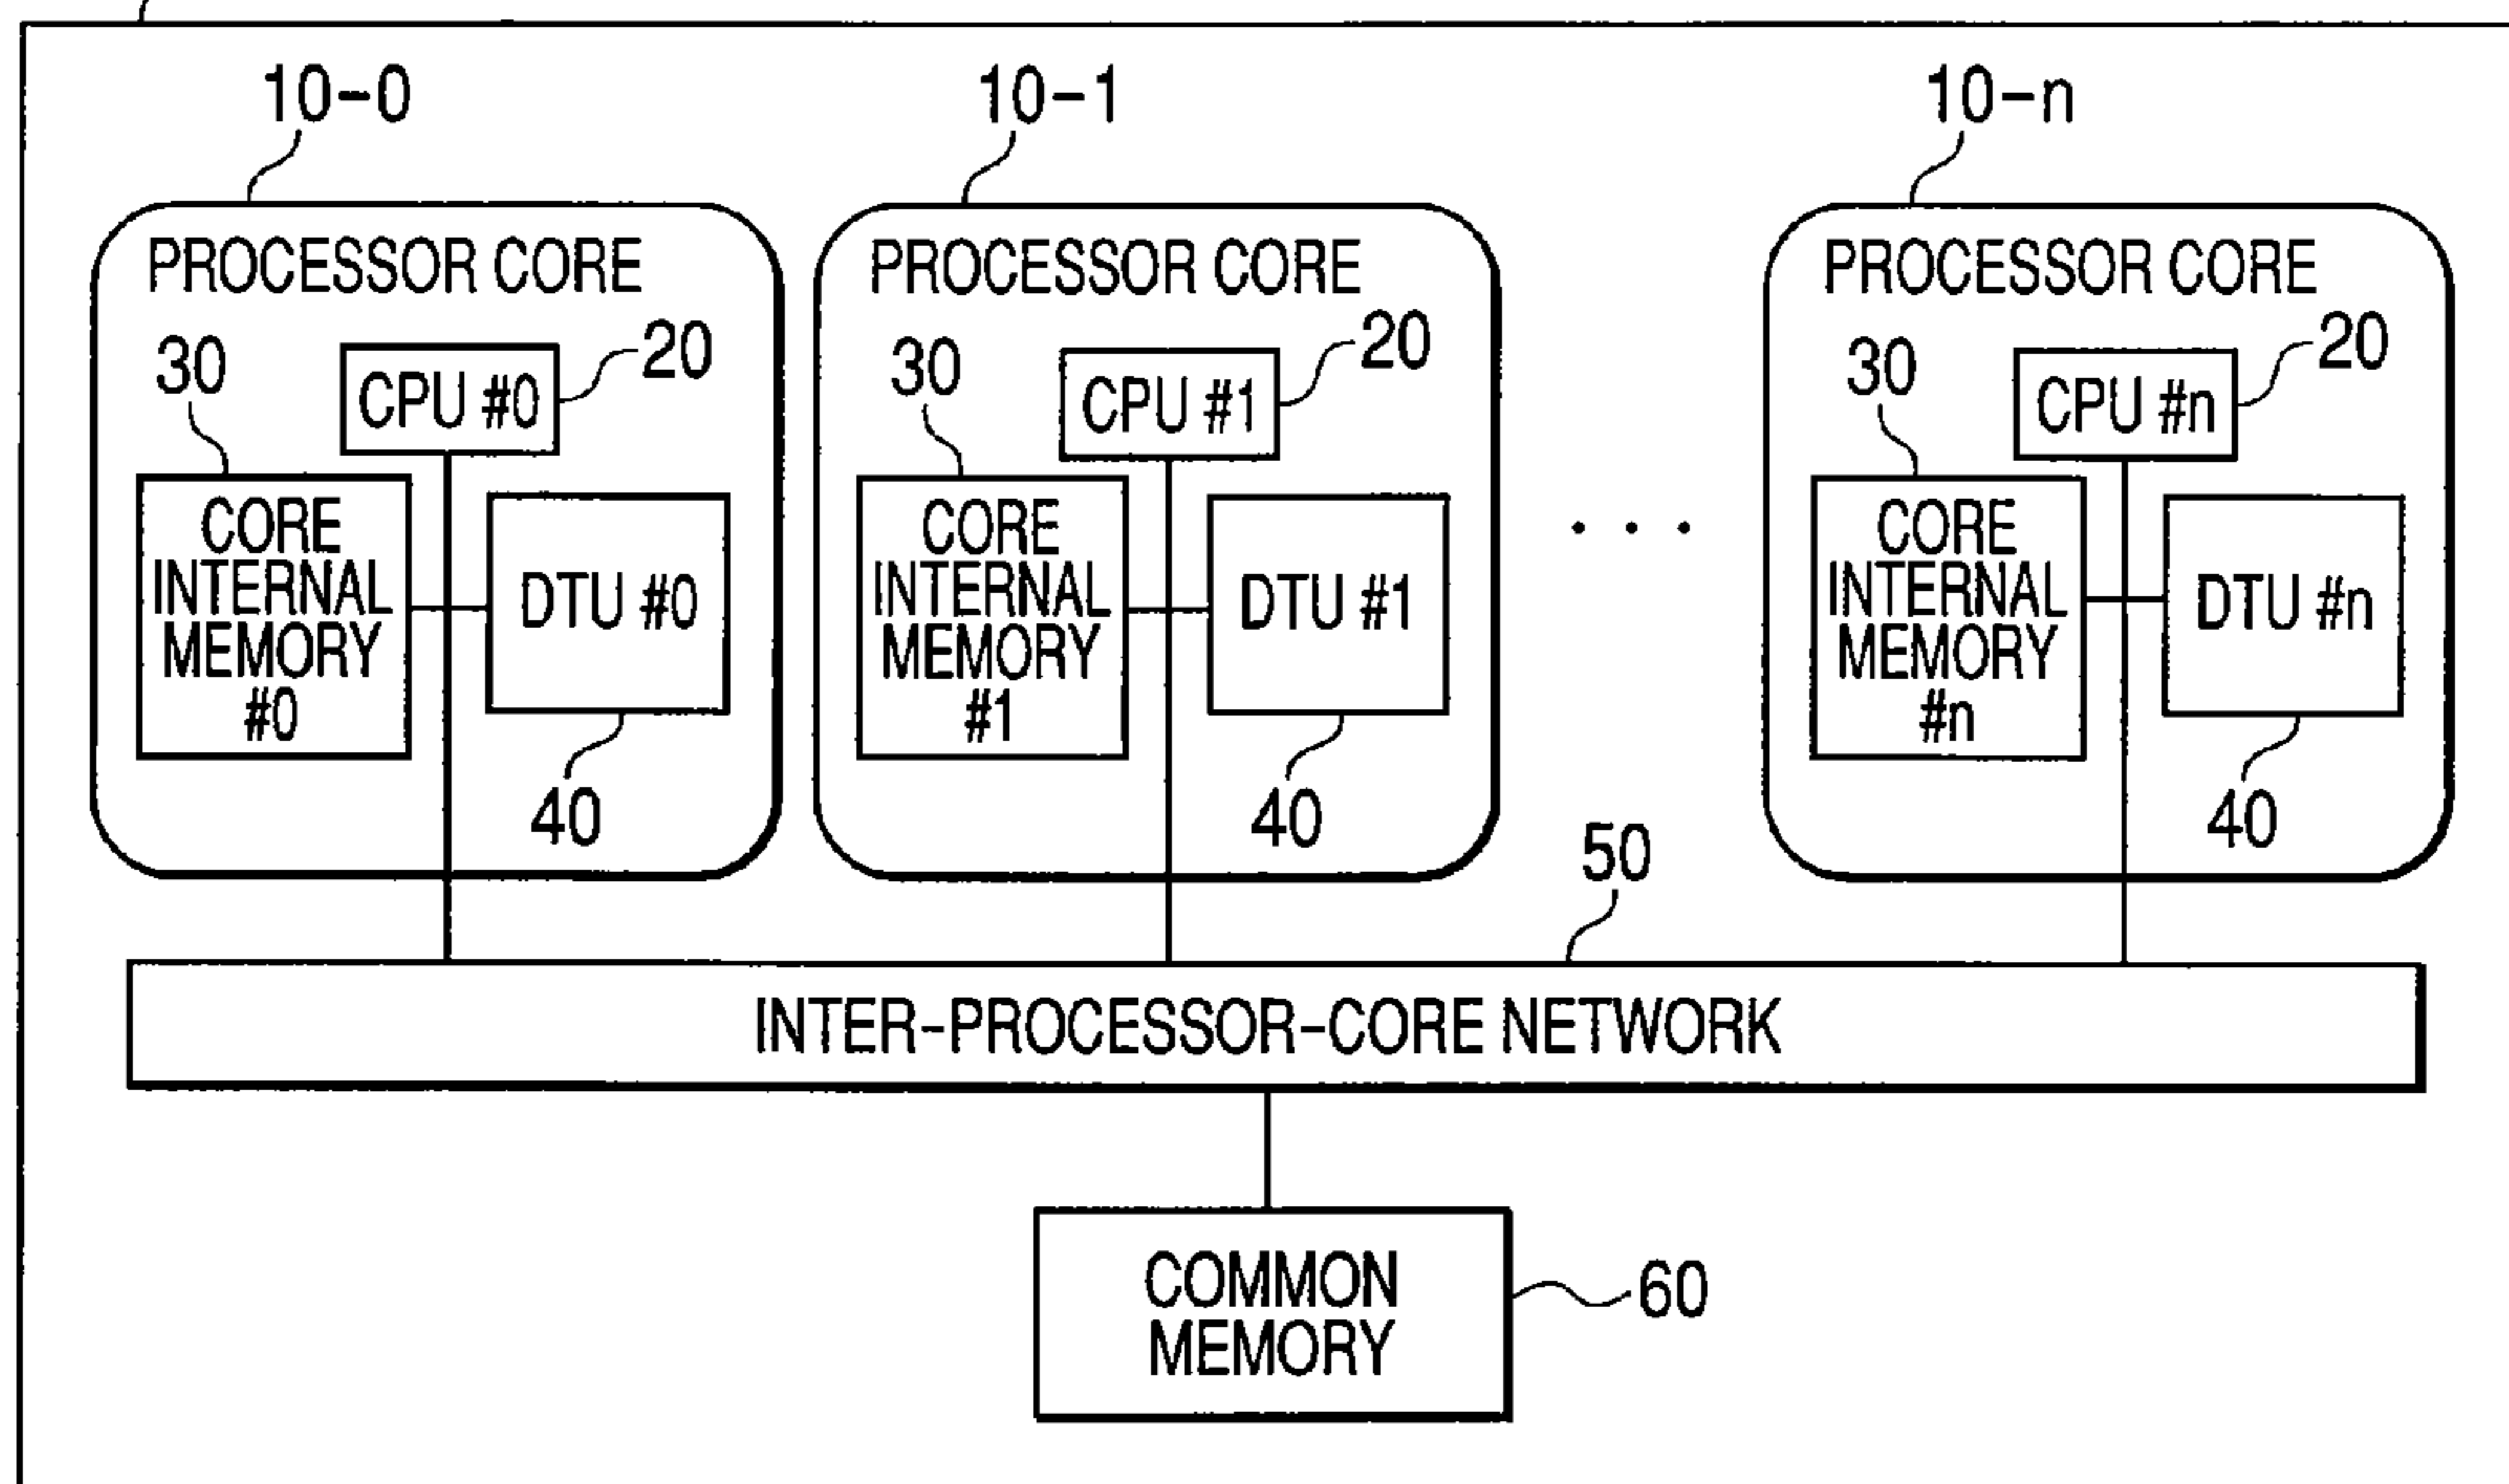 10-0
10-1
10-n
PROCESSOR CORE
PROCESSOR CORE
PROCESSOR CORE
30
CPU #0
20
30
CPU #1
20
30
CPU #n
20
CORE
INTERNAL
MEMORY
#0
DTU #0
40
CORE
INTERNAL
MEMORY
#1
DTU #1
40
. . .
CORE
INTERNAL
MEMORY
#n
DTU #n
40
50
INTER-PROCESSOR-CORE NETWORK
COMMON
MEMORY
60